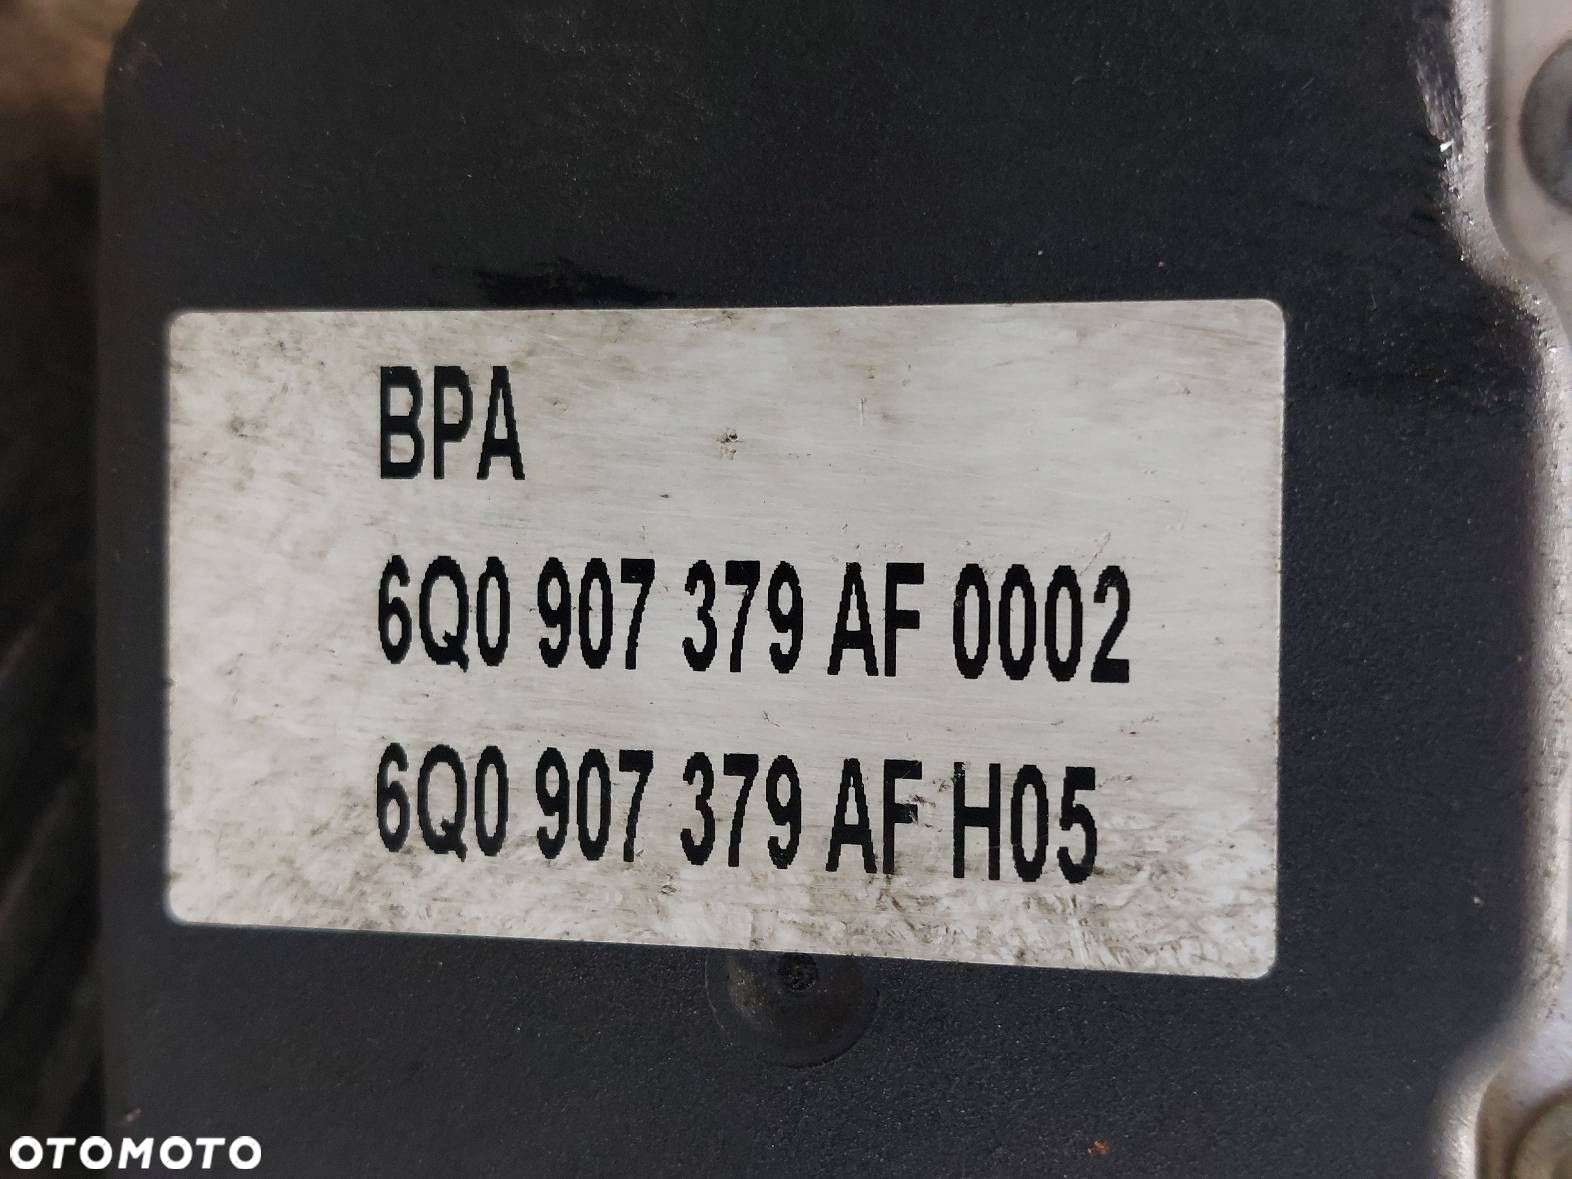 BPA
6Q0 907 379 AF 0002
6Q0 907 379 AF H05
OTOMOTO